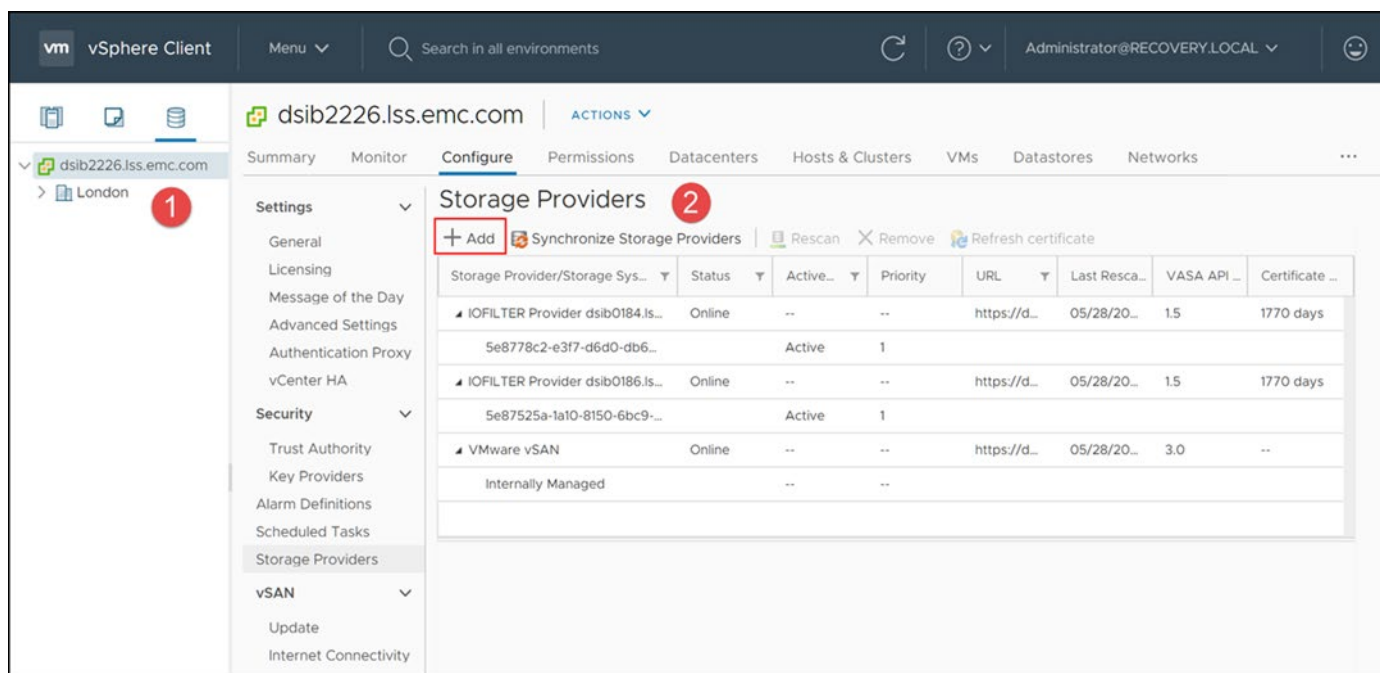 vm vSphere Client Menu Search in all environments Administrator@RECOVERY.LOCAL
dsib2226.lss.emc.com ACTIONS
dsib2226.lss.emc.com
London
1
Summary Monitor Configure Permissions Datacenters Hosts & Clusters VMs Datastores Networks ...
Settings
General
Licensing
Message of the Day
Advanced Settings
Authentication Proxy
vCenter HA
Security
Trust Authority
Key Providers
Alarm Definitions
Scheduled Tasks
Storage Providers
vSAN
Update
Internet Connectivity
Storage Providers 2
+ Add Synchronize Storage Providers Rescan Remove Refresh certificate
Storage Provider/Storage Sys... Status Active... Priority URL Last Resca... VASA API ... Certificate ...
IOFILTER Provider dsib0184.ls... Online -- -- https://d... 05/28/20... 1.5 1770 days
5e8778c2-e3f7-d6d0-db6... Active 1
IOFILTER Provider dsib0186.ls... Online -- -- https://d... 05/28/20... 1.5 1770 days
5e87525a-1a10-8150-6bc9-... Active 1
VMware vSAN Online -- -- https://d... 05/28/20... 3.0 --
Internally Managed -- --